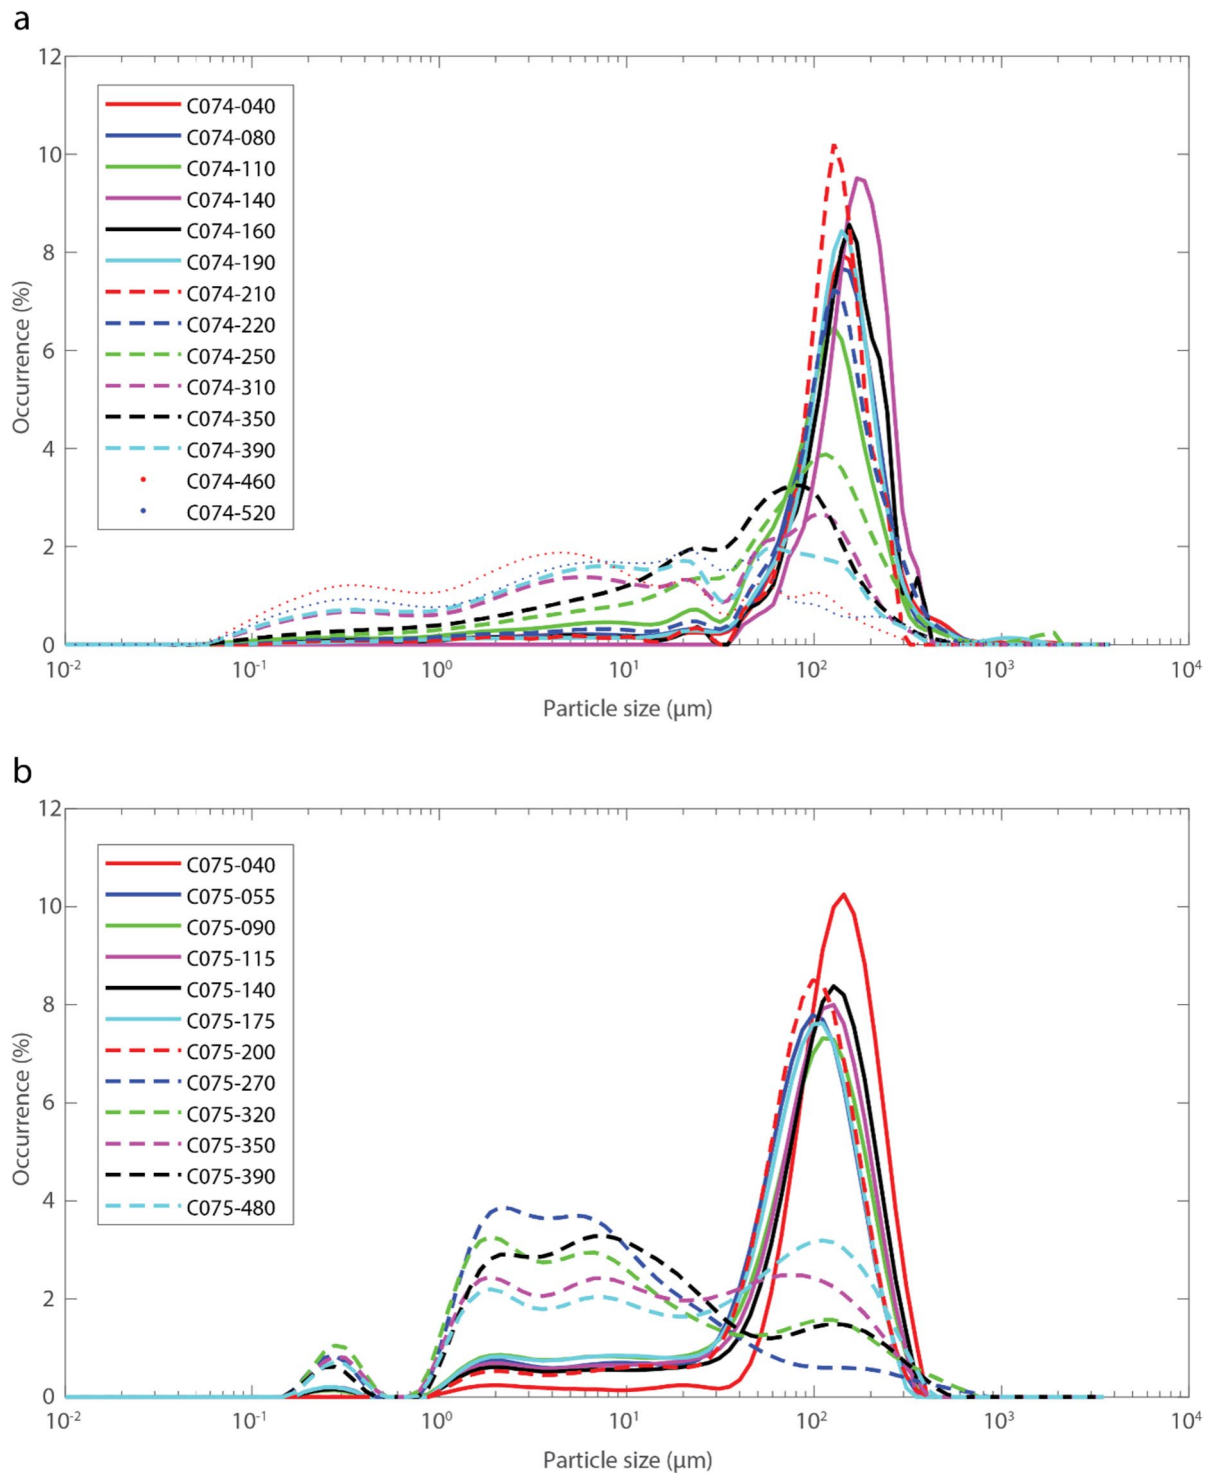 a
12
10
8
6
4
2
0
Occurrence (%)
C074-040
C074-080
C074-110
C074-140
C074-160
C074-190
C074-210
C074-220
C074-250
C074-310
C074-350
C074-390
C074-460
C074-520
10-2 10-1 100 101 102 103 104
Particle size (µm)
b
12
10
8
6
4
2
0
Occurrence (%)
C075-040
C075-055
C075-090
C075-115
C075-140
C075-175
C075-200
C075-270
C075-320
C075-350
C075-390
C075-480
10-2 10-1 100 101 102 103 104
Particle size (µm)